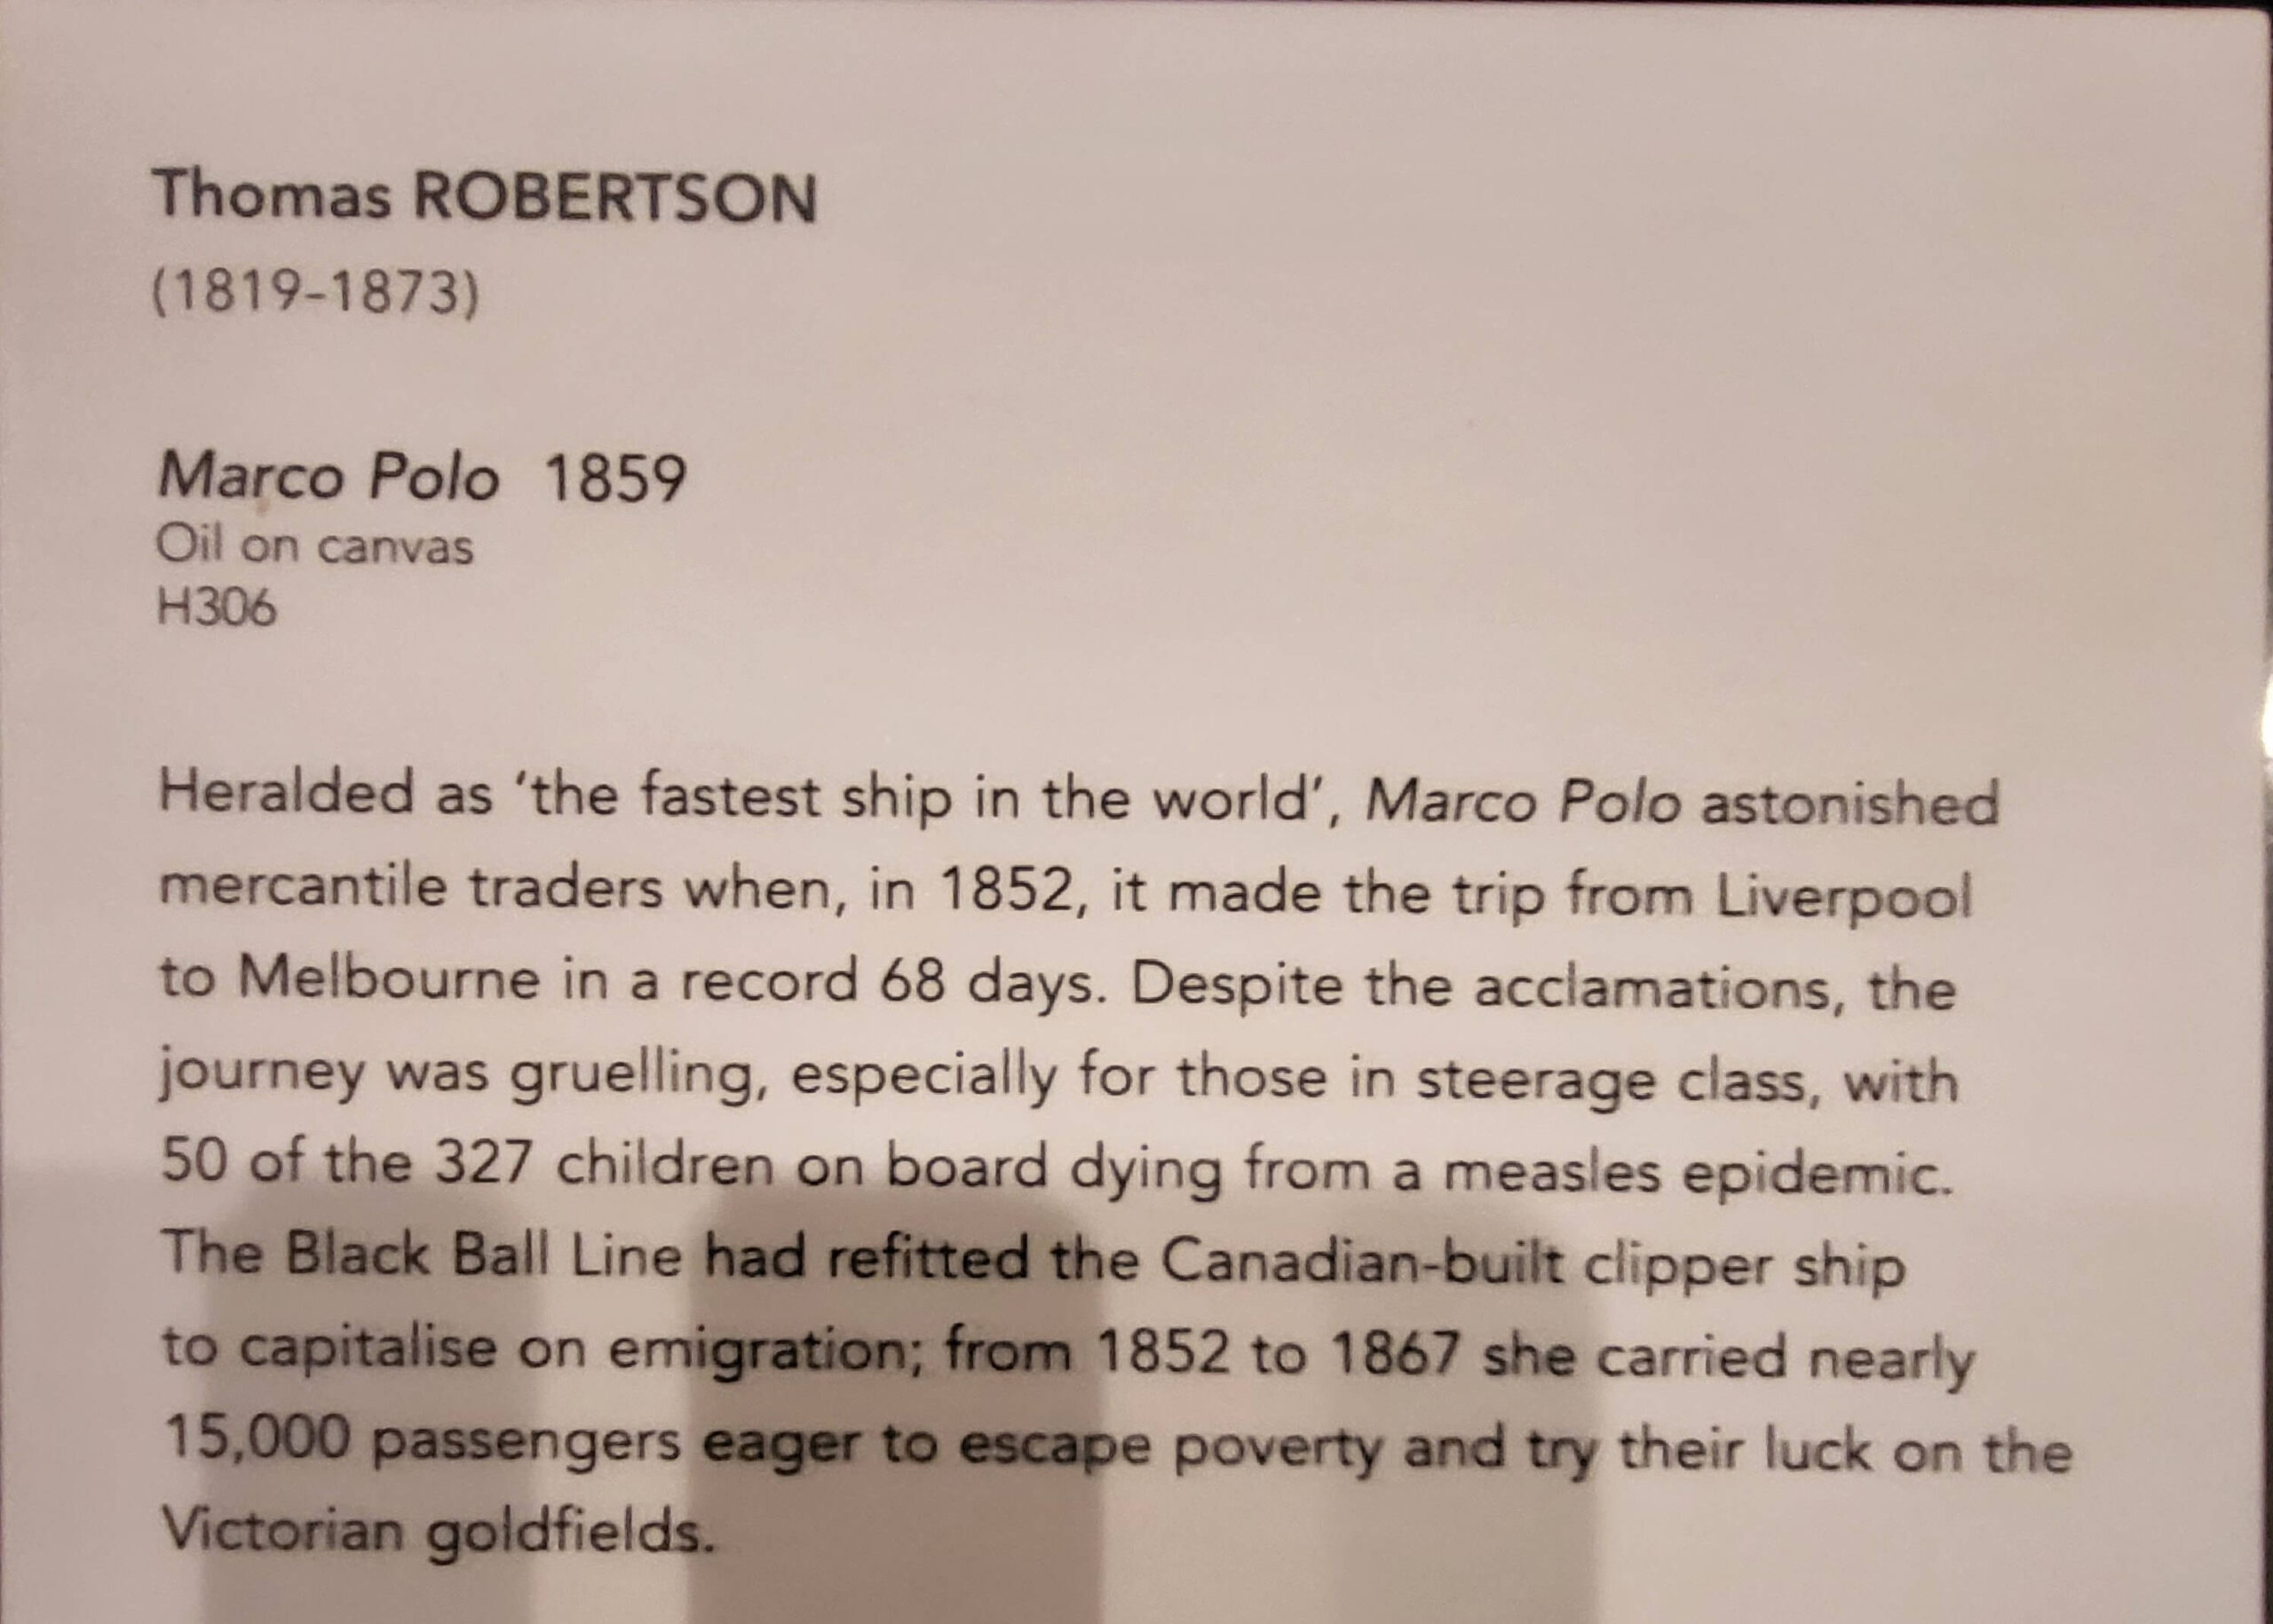 Thomas ROBERTSON
(1819-1873)
Marco Polo 1859
Oil on canvas
H306
Heralded as ‘the fastest ship in the world’, Marco Polo astonished
mercantile traders when, in 1852, it made the trip from Liverpool
to Melbourne in a record 68 days. Despite the acclamations, the
journey was gruelling, especially for those in steerage class, with
50 of the 327 children on board dying from a measles epidemic.
The Black Ball Line had refitted the Canadian-built clipper ship
to capitalise on emigration; from 1852 to 1867 she carried nearly
15,000 passengers eager to escape poverty and try their luck on the
Victorian goldfields.